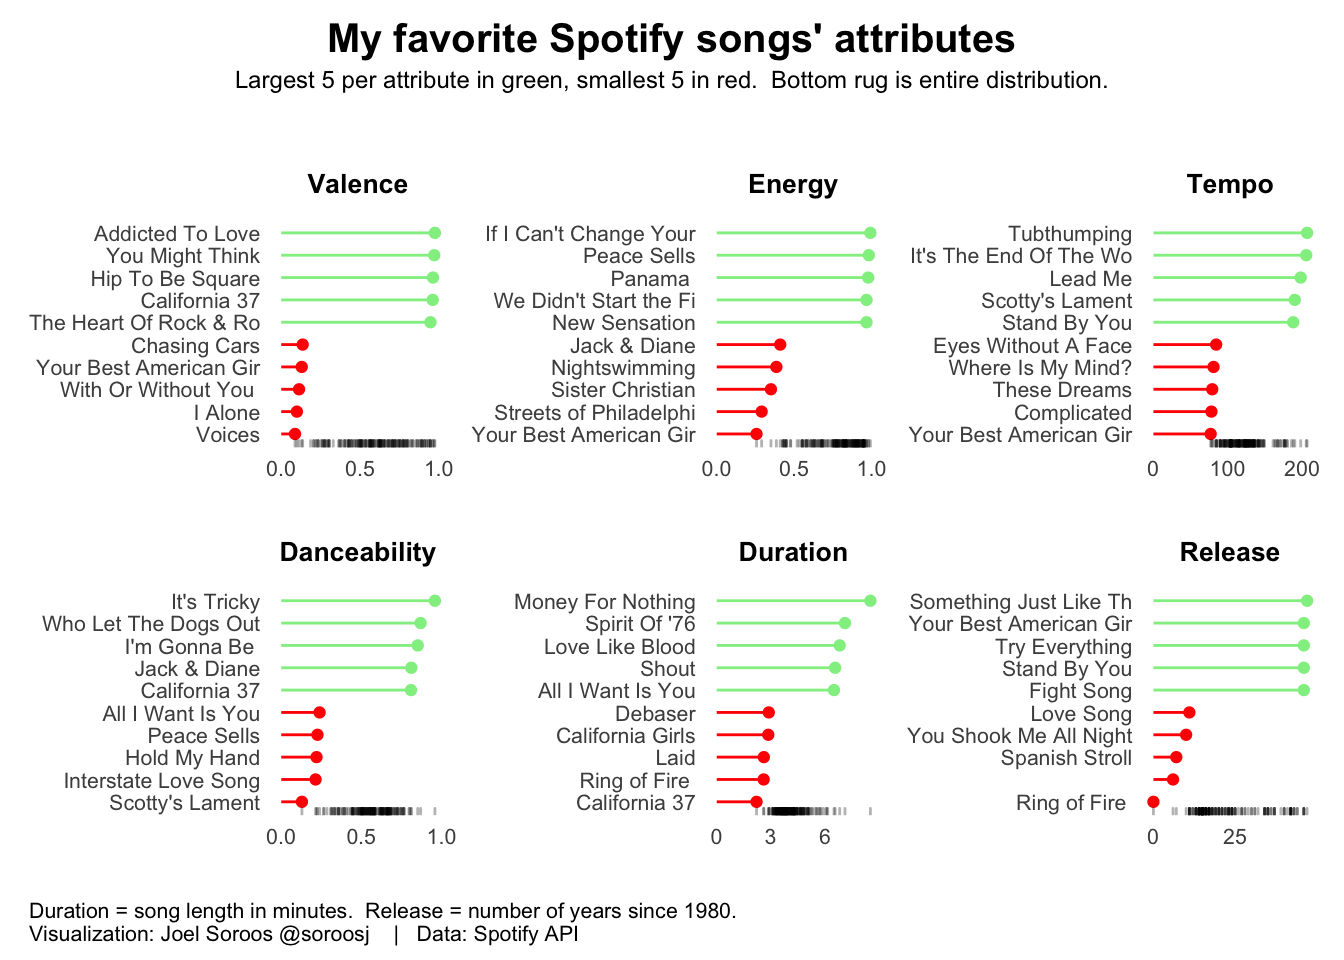 My favorite Spotify songs' attributes
Largest 5 per attribute in green, smallest 5 in red.  Bottom rug is entire distribution.
Valence
Addicted To Love
You Might Think
Hip To Be Square
California 37
The Heart Of Rock & Ro
Chasing Cars
Your Best American Gir
With Or Without You
I Alone
Voices
0.0 0.5 1.0
Energy
If I Can't Change Your
Peace Sells
Panama
We Didn't Start the Fi
New Sensation
Jack & Diane
Nightswimming
Sister Christian
Streets of Philadelphi
Your Best American Gir
0.0 0.5 1.0
Tempo
Tubthumping
It's The End Of The Wo
Lead Me
Scotty's Lament
Stand By You
Eyes Without A Face
Where Is My Mind?
These Dreams
Complicated
Your Best American Gir
0 100 200
Danceability
It's Tricky
Who Let The Dogs Out
I'm Gonna Be
Jack & Diane
California 37
All I Want Is You
Peace Sells
Hold My Hand
Interstate Love Song
Scotty's Lament
0.0 0.5 1.0
Duration
Money For Nothing
Spirit Of '76
Love Like Blood
Shout
All I Want Is You
Debaser
California Girls
Laid
Ring of Fire
California 37
0 3 6
Release
Something Just Like Th
Your Best American Gir
Try Everything
Stand By You
Fight Song
Love Song
You Shook Me All Night
Spanish Stroll
Ring of Fire
0 25
Duration = song length in minutes.  Release = number of years since 1980.
Visualization: Joel Soroos @soroosj    |   Data: Spotify API